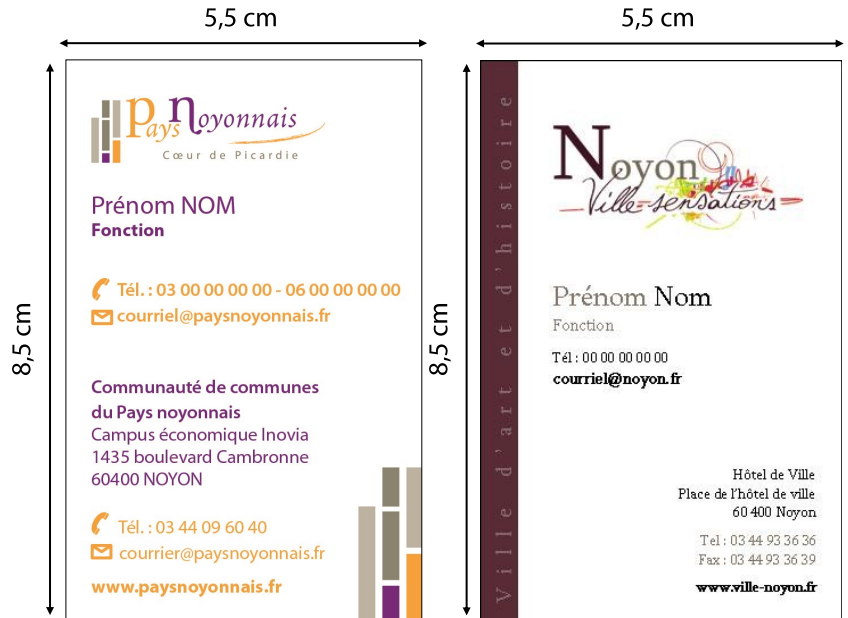 5,5 cm
8,5 cm
Pays Noyonnais
Cœur de Picardie
Prénom NOM
Fonction
Tél. : 03 00 00 00 00 - 06 00 00 00 00
courriel@paysnoyonnais.fr
Communauté de communes
du Pays noyonnais
Campus économique Inovia
1435 boulevard Cambronne
60400 NOYON
Tél. : 03 44 09 60 40
courrier@paysnoyonnais.fr
www.paysnoyonnais.fr
5,5 cm
8,5 cm
Ville d'art et d'histoire
Noyon
Ville-sensations
Prénom Nom
Fonction
Tél : 00 00 00 00 00
courriel@noyon.fr
Hôtel de Ville
Place de l'hôtel de ville
60 400 Noyon
Tel : 03 44 93 36 36
Fax : 03 44 93 36 39
www.ville-noyon.fr